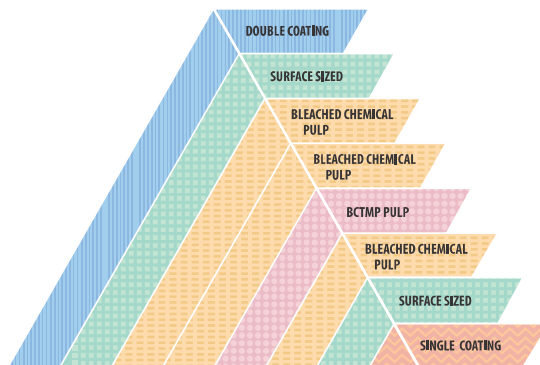 DOUBLE COATING
SURFACE SIZED
BLEACHED CHEMICAL
PULP
BLEACHED CHEMICAL
PULP
BCTMP PULP
BLEACHED CHEMICAL
PULP
SURFACE SIZED
SINGLE COATING